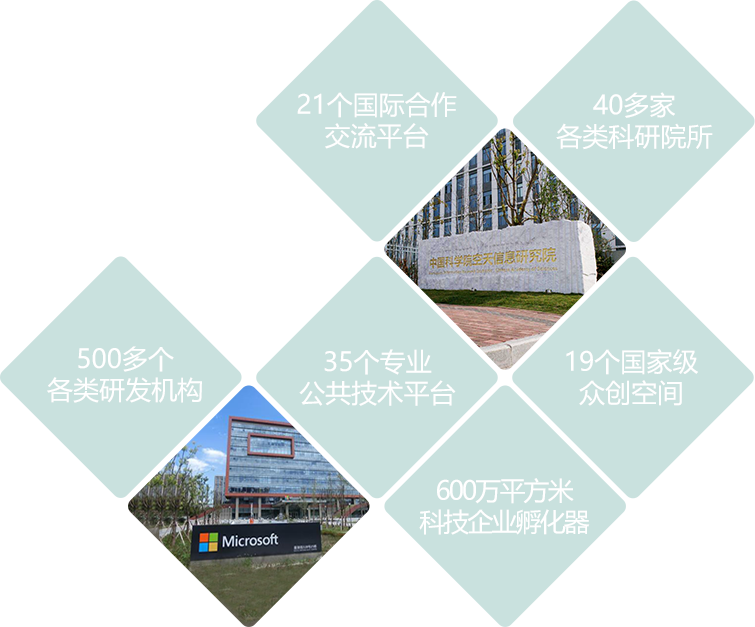 21个国际合作
交流平台
40多家
各类科研院所
中国科学院空天信息研究院
500多个
各类研发机构
35个专业
公共技术平台
19个国家级
众创空间
600万平方米
科技企业孵化器
Microsoft